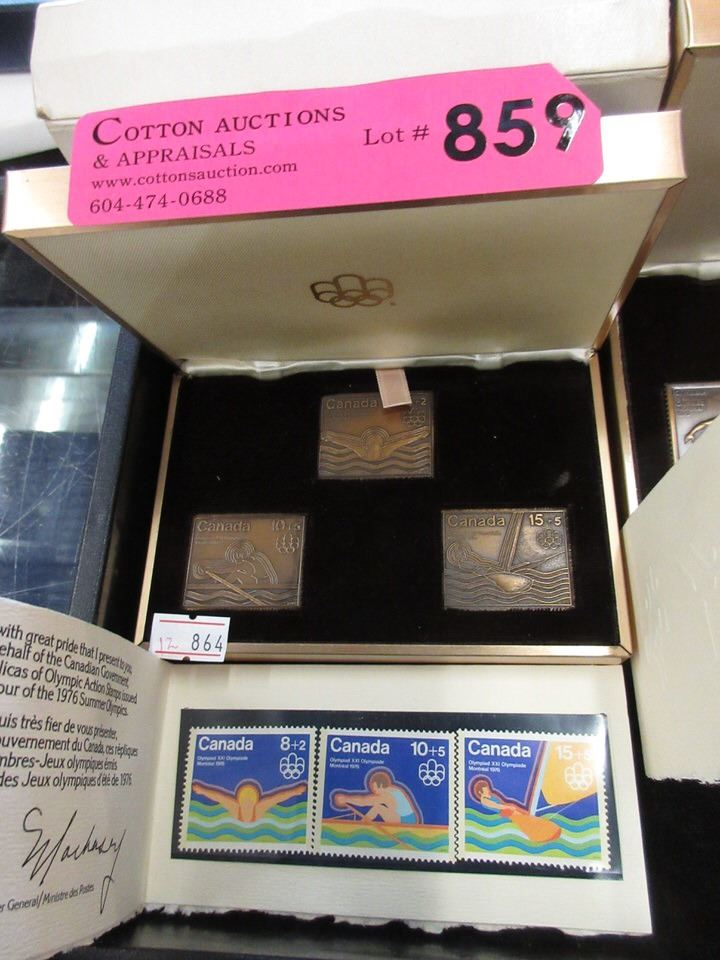 COTTON AUCTIONS
& APPRAISALS
www.cottonsauction.com
604-474-0688
Lot # 859
Canada
Canada 10+5
Canada 15+5
864
with great pride that I present to you,
behalf of the Canadian Government,
licas of Olympic Action Stamps issued
our of the 1976 Summer Olympics.
uis très fier de vous présenter,
ouvernement du Canada, ces répliques
mbres-Jeux olympiques émis
des Jeux olympiques d'été de 1976.
er General/Ministre des Postes
Canada 8+2
Olympiad XXI Olympiade
Montréal 1976
Canada 10+5
Olympiad XXI Olympiade
Montréal 1976
Canada 15+5
Olympiad XXI Olympiade
Montréal 1976